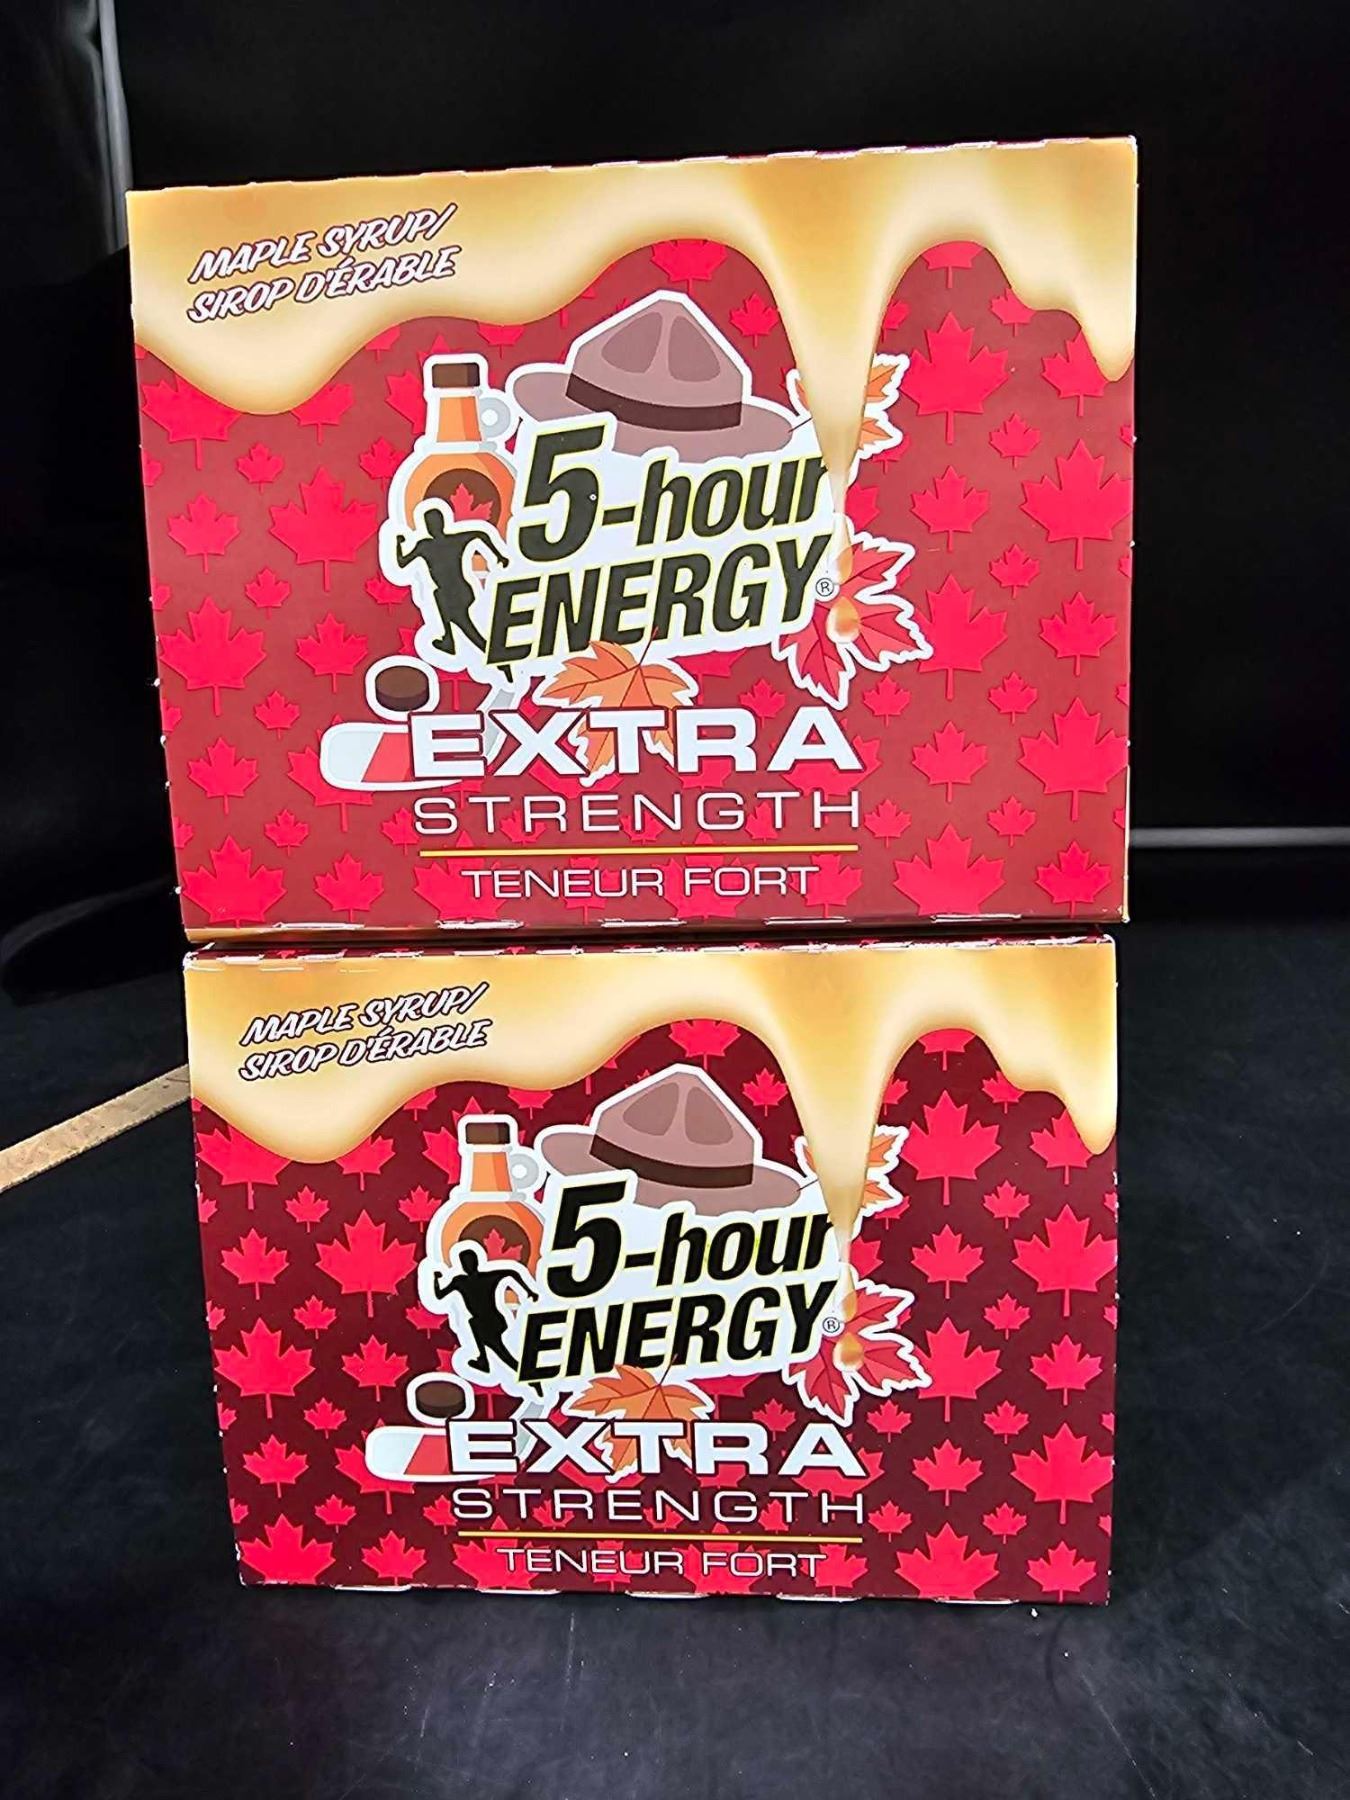 MAPLE SYRUP/
SIROP D'ÉRABLE
5-hour
ENERGY®
EXTRA
STRENGTH
TENEUR FORT
MAPLE SYRUP/
SIROP D'ÉRABLE
5-hour
ENERGY®
EXTRA
STRENGTH
TENEUR FORT